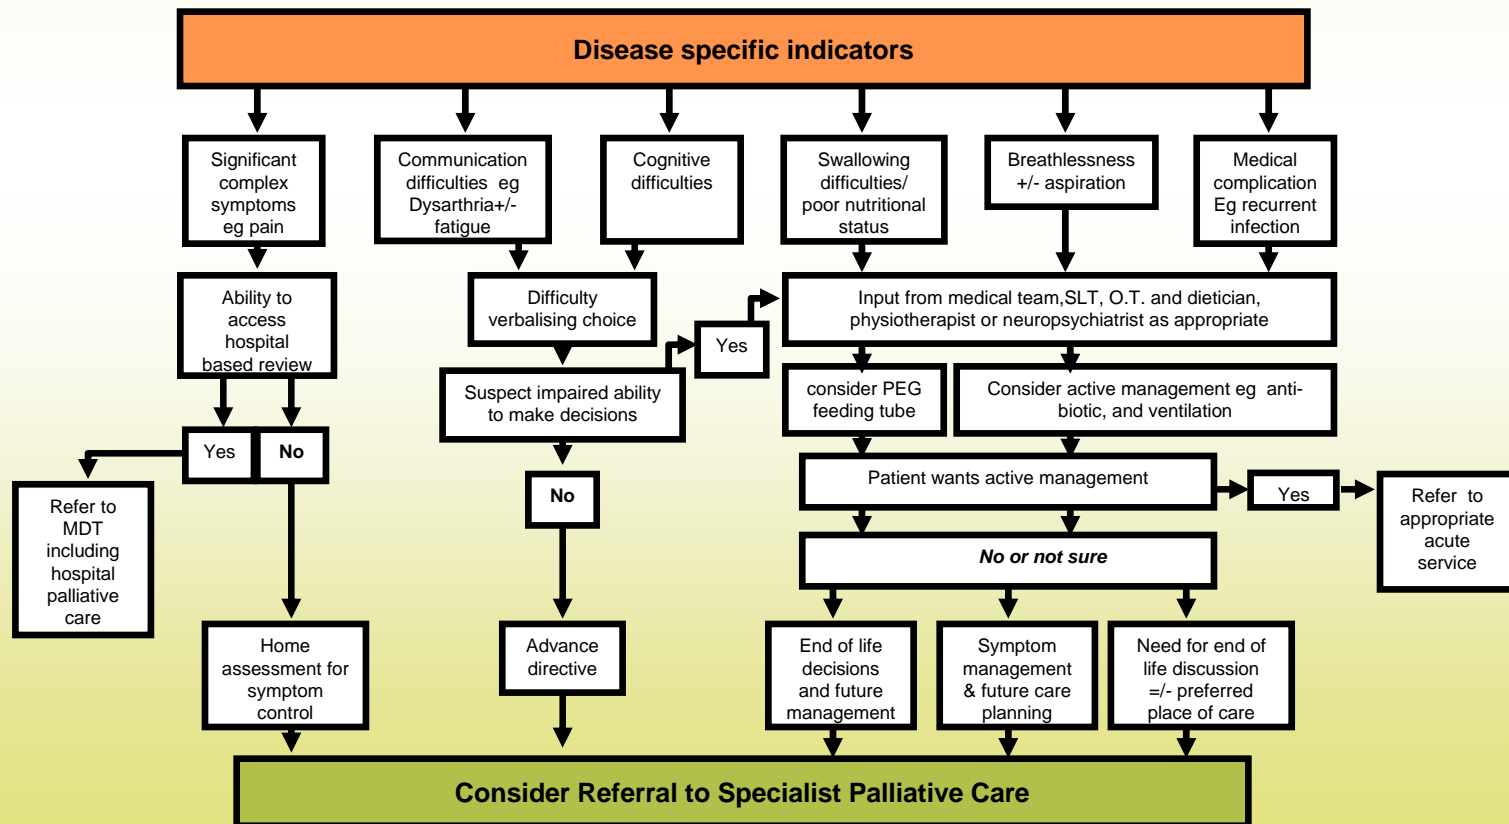 Disease specific indicators
Significant
complex
symptoms
eg pain
Communication
difficulties eg
Dysarthria+/-
fatigue
Cognitive
difficulties
Swallowing
difficulties/
poor nutritional
status
Breathlessness
+/- aspiration
Medical
complication
Eg recurrent
infection
Ability to
access
hospital
based review
Difficulty
verbalising choice
Yes
Input from medical team,SLT, O.T. and dietician,
physiotherapist or neuropsychiatrist as appropriate
Suspect impaired ability
to make decisions
consider PEG
feeding tube
Consider active management eg anti-
biotic, and ventilation
Yes
No
Patient wants active management
Yes
Refer to
appropriate
acute
service
Refer to
MDT
including
hospital
palliative
care
No
No or not sure
Home
assessment for
symptom
control
Advance
directive
End of life
decisions
and future
management
Symptom
management
& future care
planning
Need for end of
life discussion
=/- preferred
place of care
Consider Referral to Specialist Palliative Care